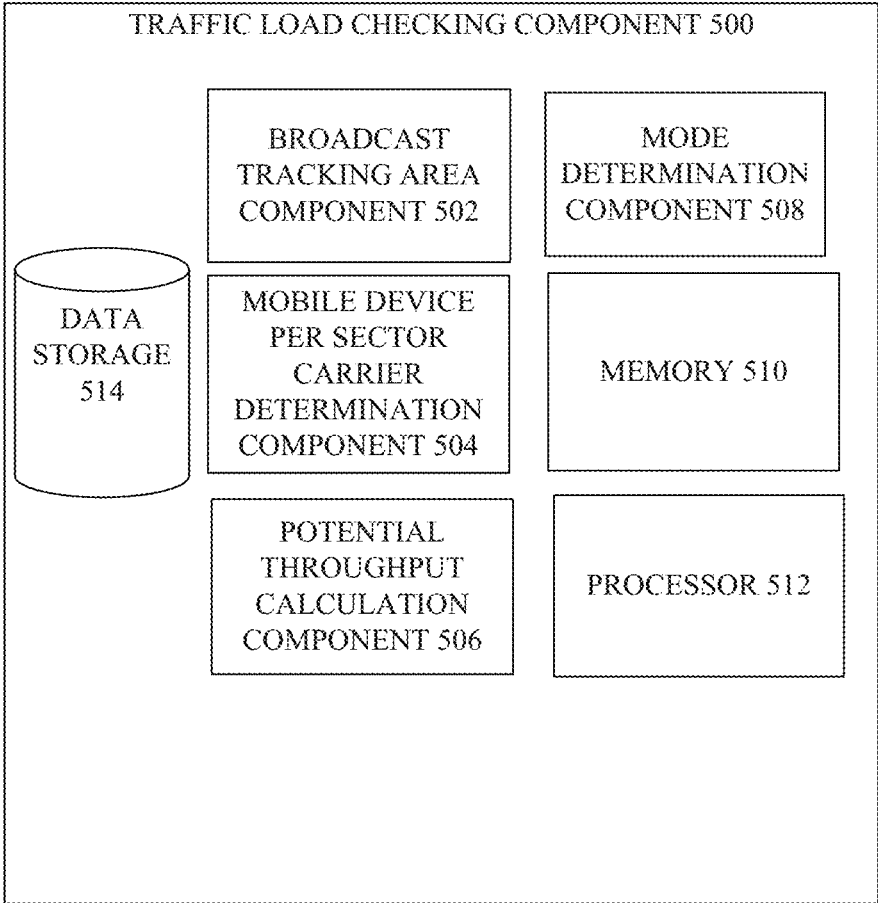 TRAFFIC LOAD CHECKING COMPONENT 500
BROADCAST
TRACKING AREA
COMPONENT 502
MODE
DETERMINATION
COMPONENT 508
DATA
STORAGE
514
MOBILE DEVICE
PER SECTOR
CARRIER
DETERMINATION
COMPONENT 504
MEMORY 510
POTENTIAL
THROUGHPUT
CALCULATION
COMPONENT 506
PROCESSOR 512